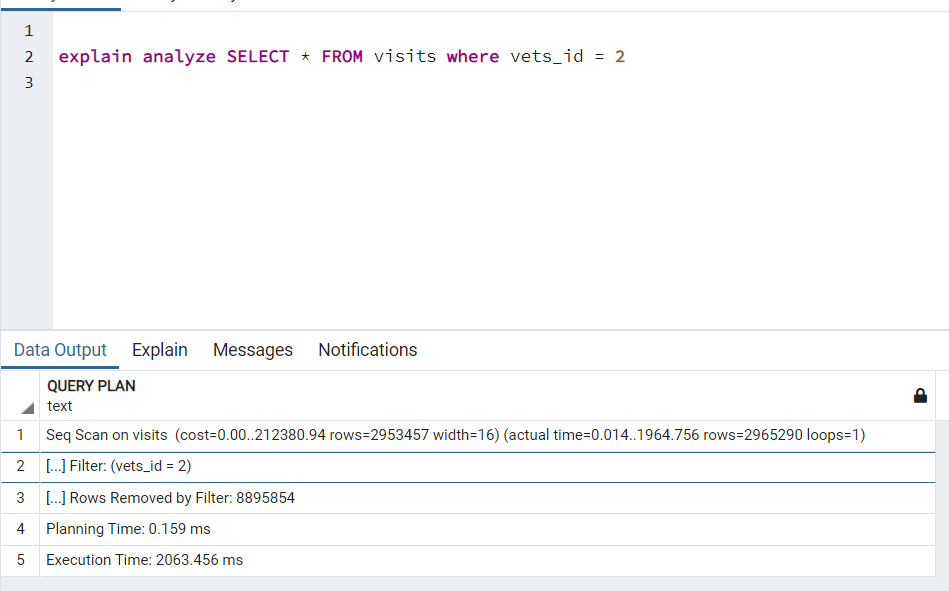 1
2 explain analyze SELECT * FROM visits where vets_id = 2
3
Data Output Explain Messages Notifications
QUERY PLAN
text
1 Seq Scan on visits (cost=0.00..212380.94 rows=2953457 width=16) (actual time=0.014..1964.756 rows=2965290 loops=1)
2 [...] Filter: (vets_id = 2)
3 [...] Rows Removed by Filter: 8895854
4 Planning Time: 0.159 ms
5 Execution Time: 2063.456 ms